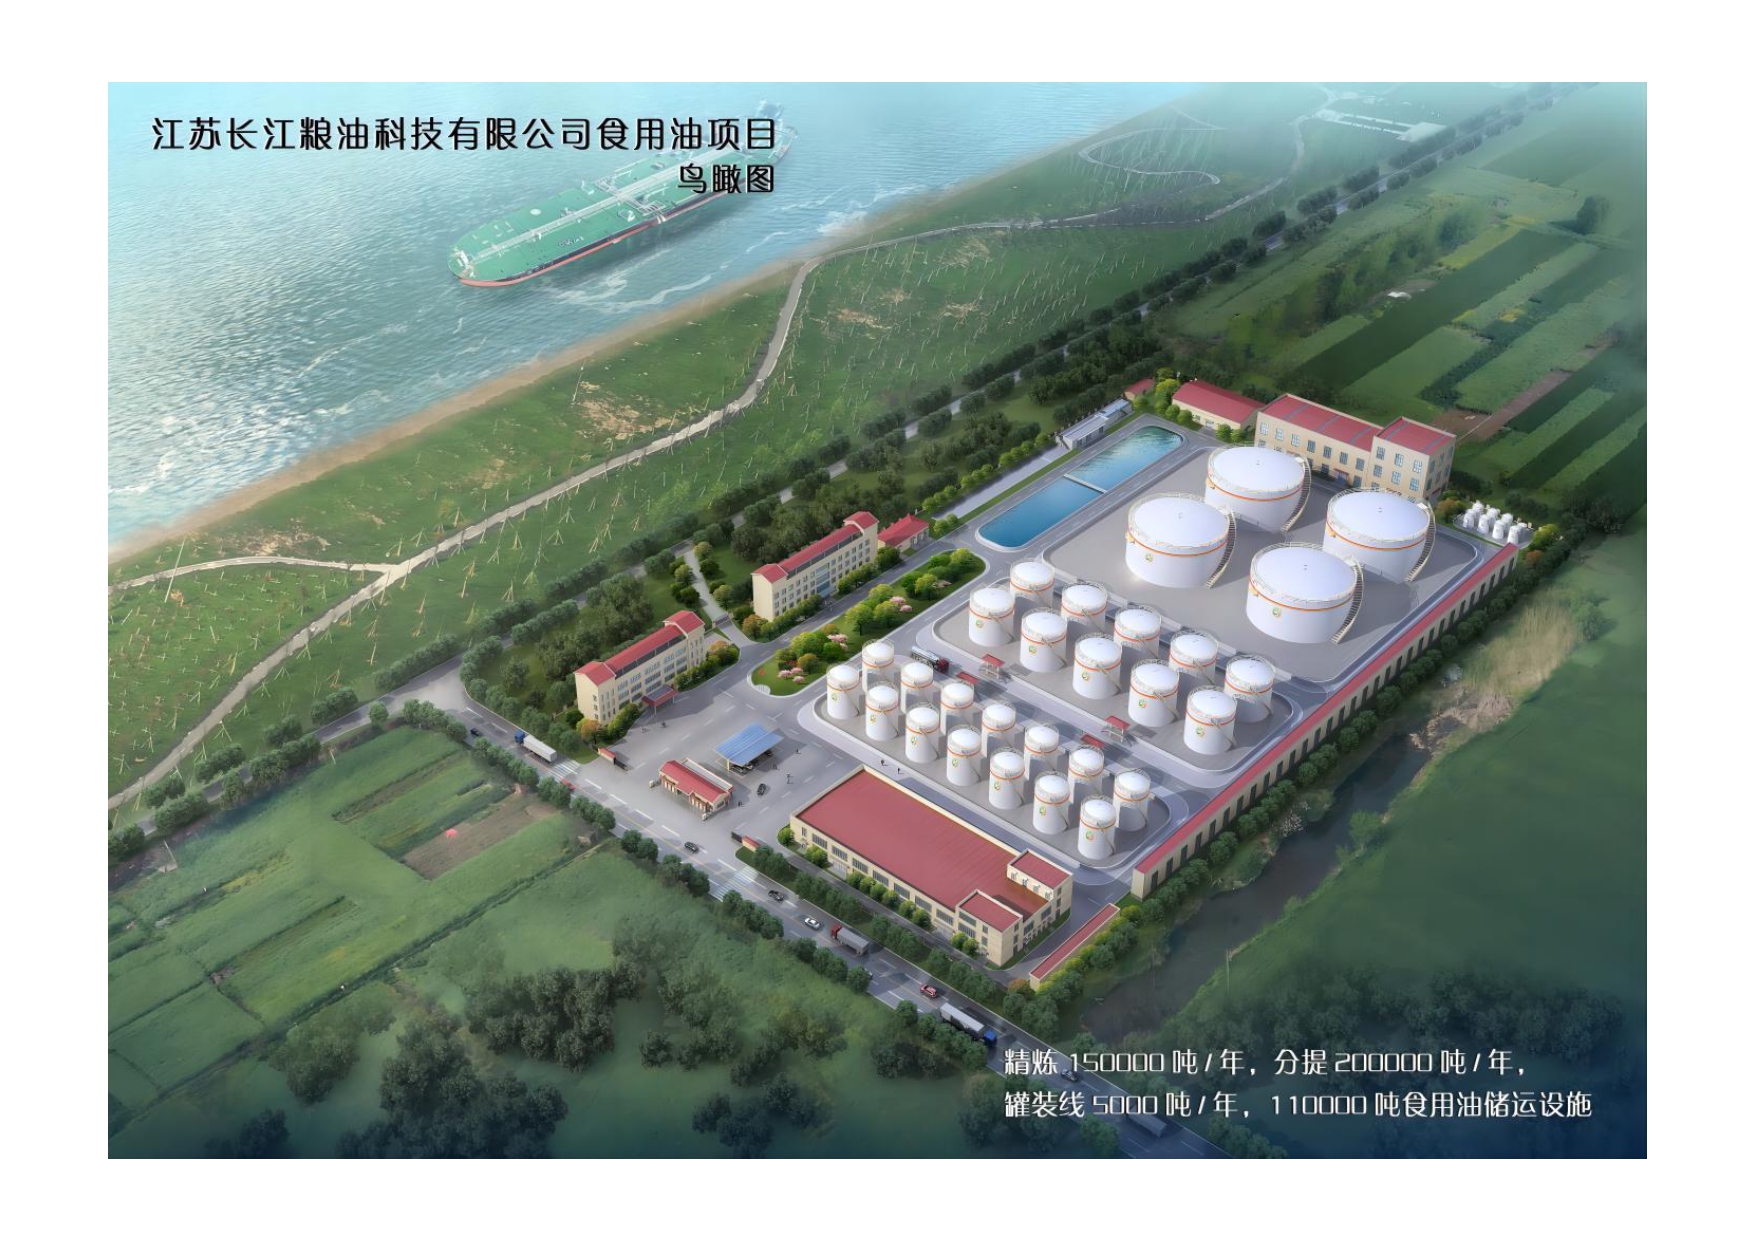 江苏长江粮油科技有限公司食用油项目
鸟瞰图
精炼 150000 吨 / 年，分提 200000 吨 / 年，
罐装线 5000 吨 / 年，110000 吨食用油储运设施